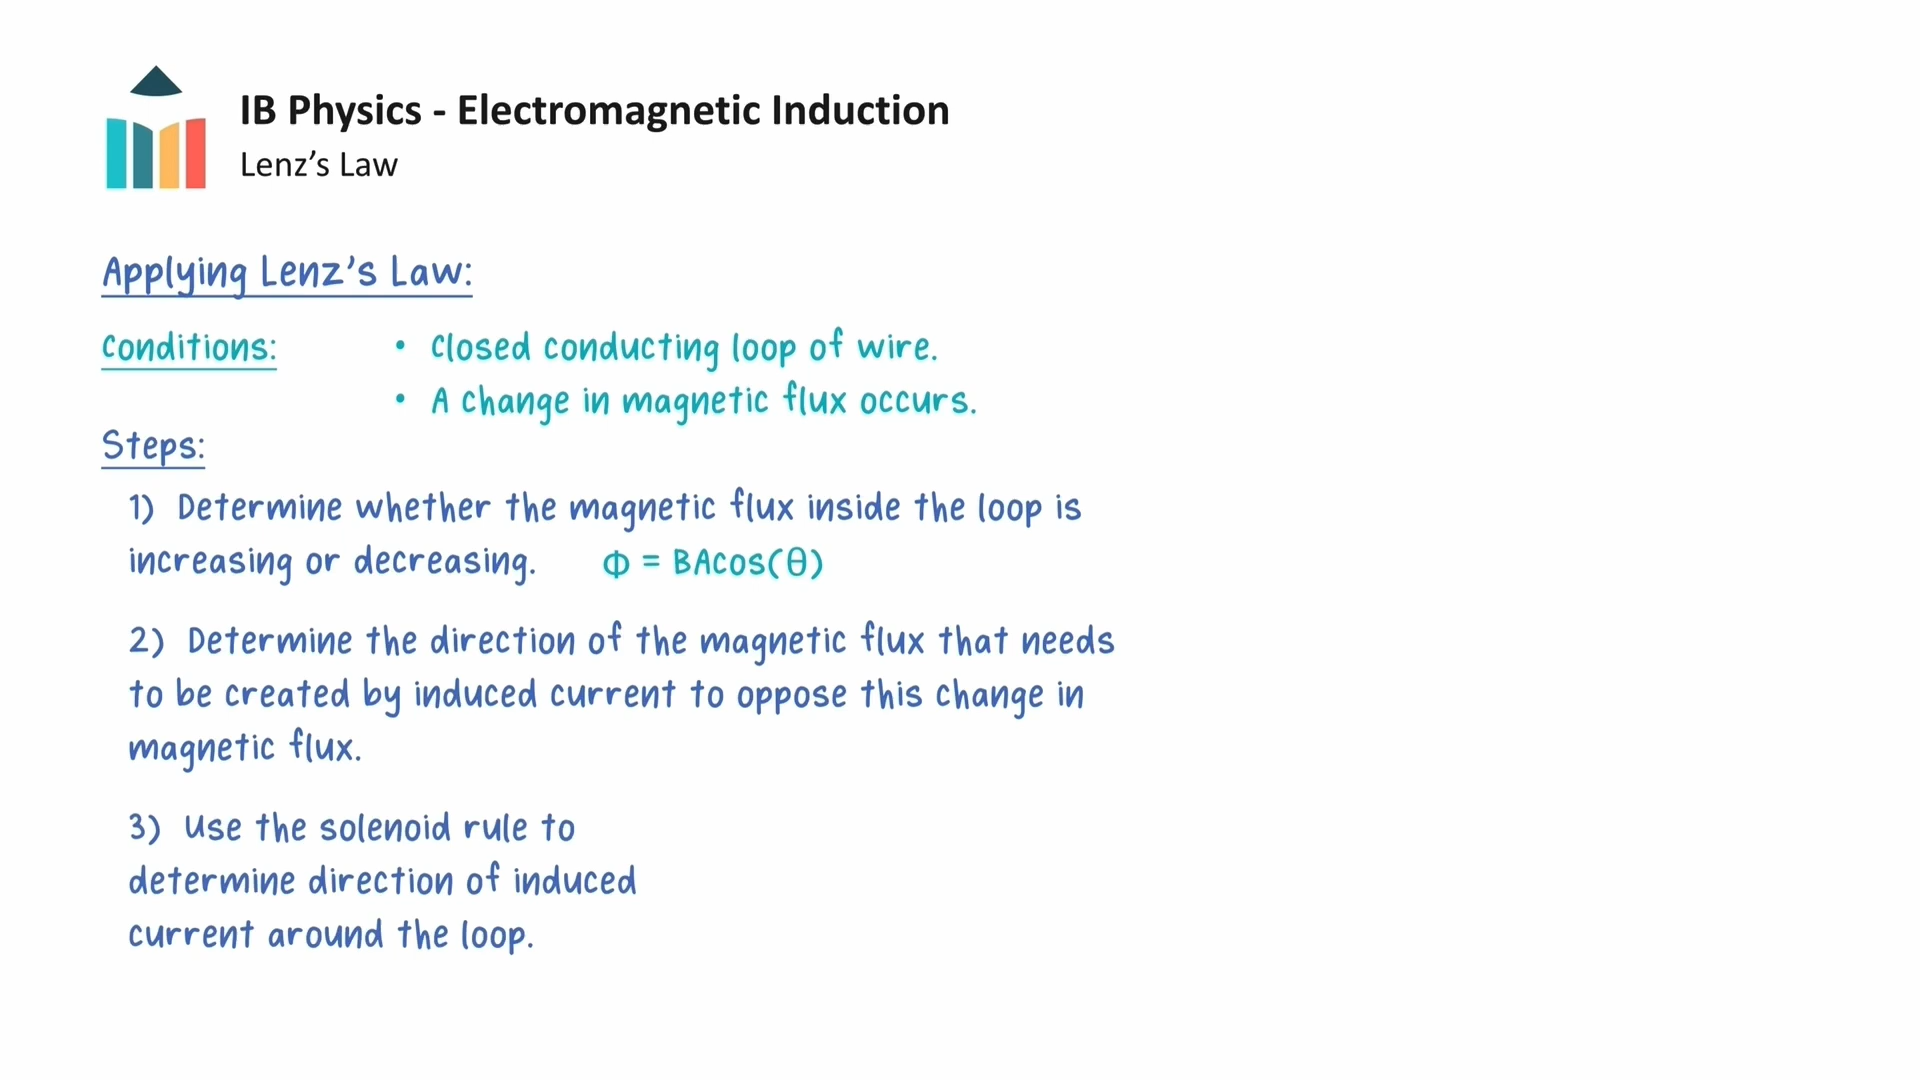 IB Physics - Electromagnetic Induction
Lenz's Law
Applying Lenz's Law:
Conditions:
• Closed conducting loop of wire.
• A change in magnetic flux occurs.
Steps:
1) Determine whether the magnetic flux inside the loop is
increasing or decreasing. Φ = BAcos(θ)
2) Determine the direction of the magnetic flux that needs
to be created by induced current to oppose this change in
magnetic flux.
3) Use the solenoid rule to
determine direction of induced
current around the loop.